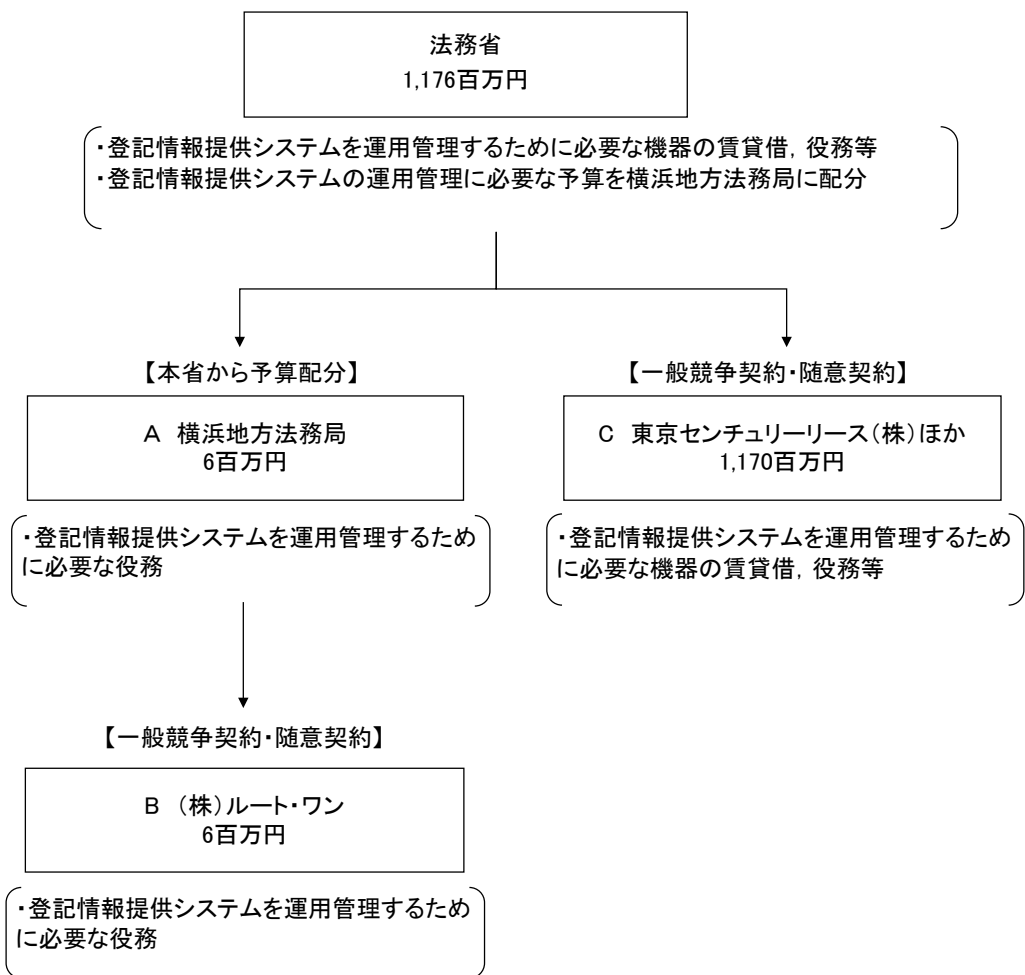 法務省
1,176百万円
・登記情報提供システムを運用管理するために必要な機器の賃貸借，役務等
・登記情報提供システムの運用管理に必要な予算を横浜地方法務局に配分
【本省から予算配分】
A 横浜地方法務局
6百万円
・登記情報提供システムを運用管理するため
に必要な役務
【一般競争契約・随意契約】
C 東京センチュリーリース（株）ほか
1,170百万円
・登記情報提供システムを運用管理するため
に必要な機器の賃貸借，役務等
【一般競争契約・随意契約】
B （株）ルート・ワン
6百万円
・登記情報提供システムを運用管理するため
に必要な役務